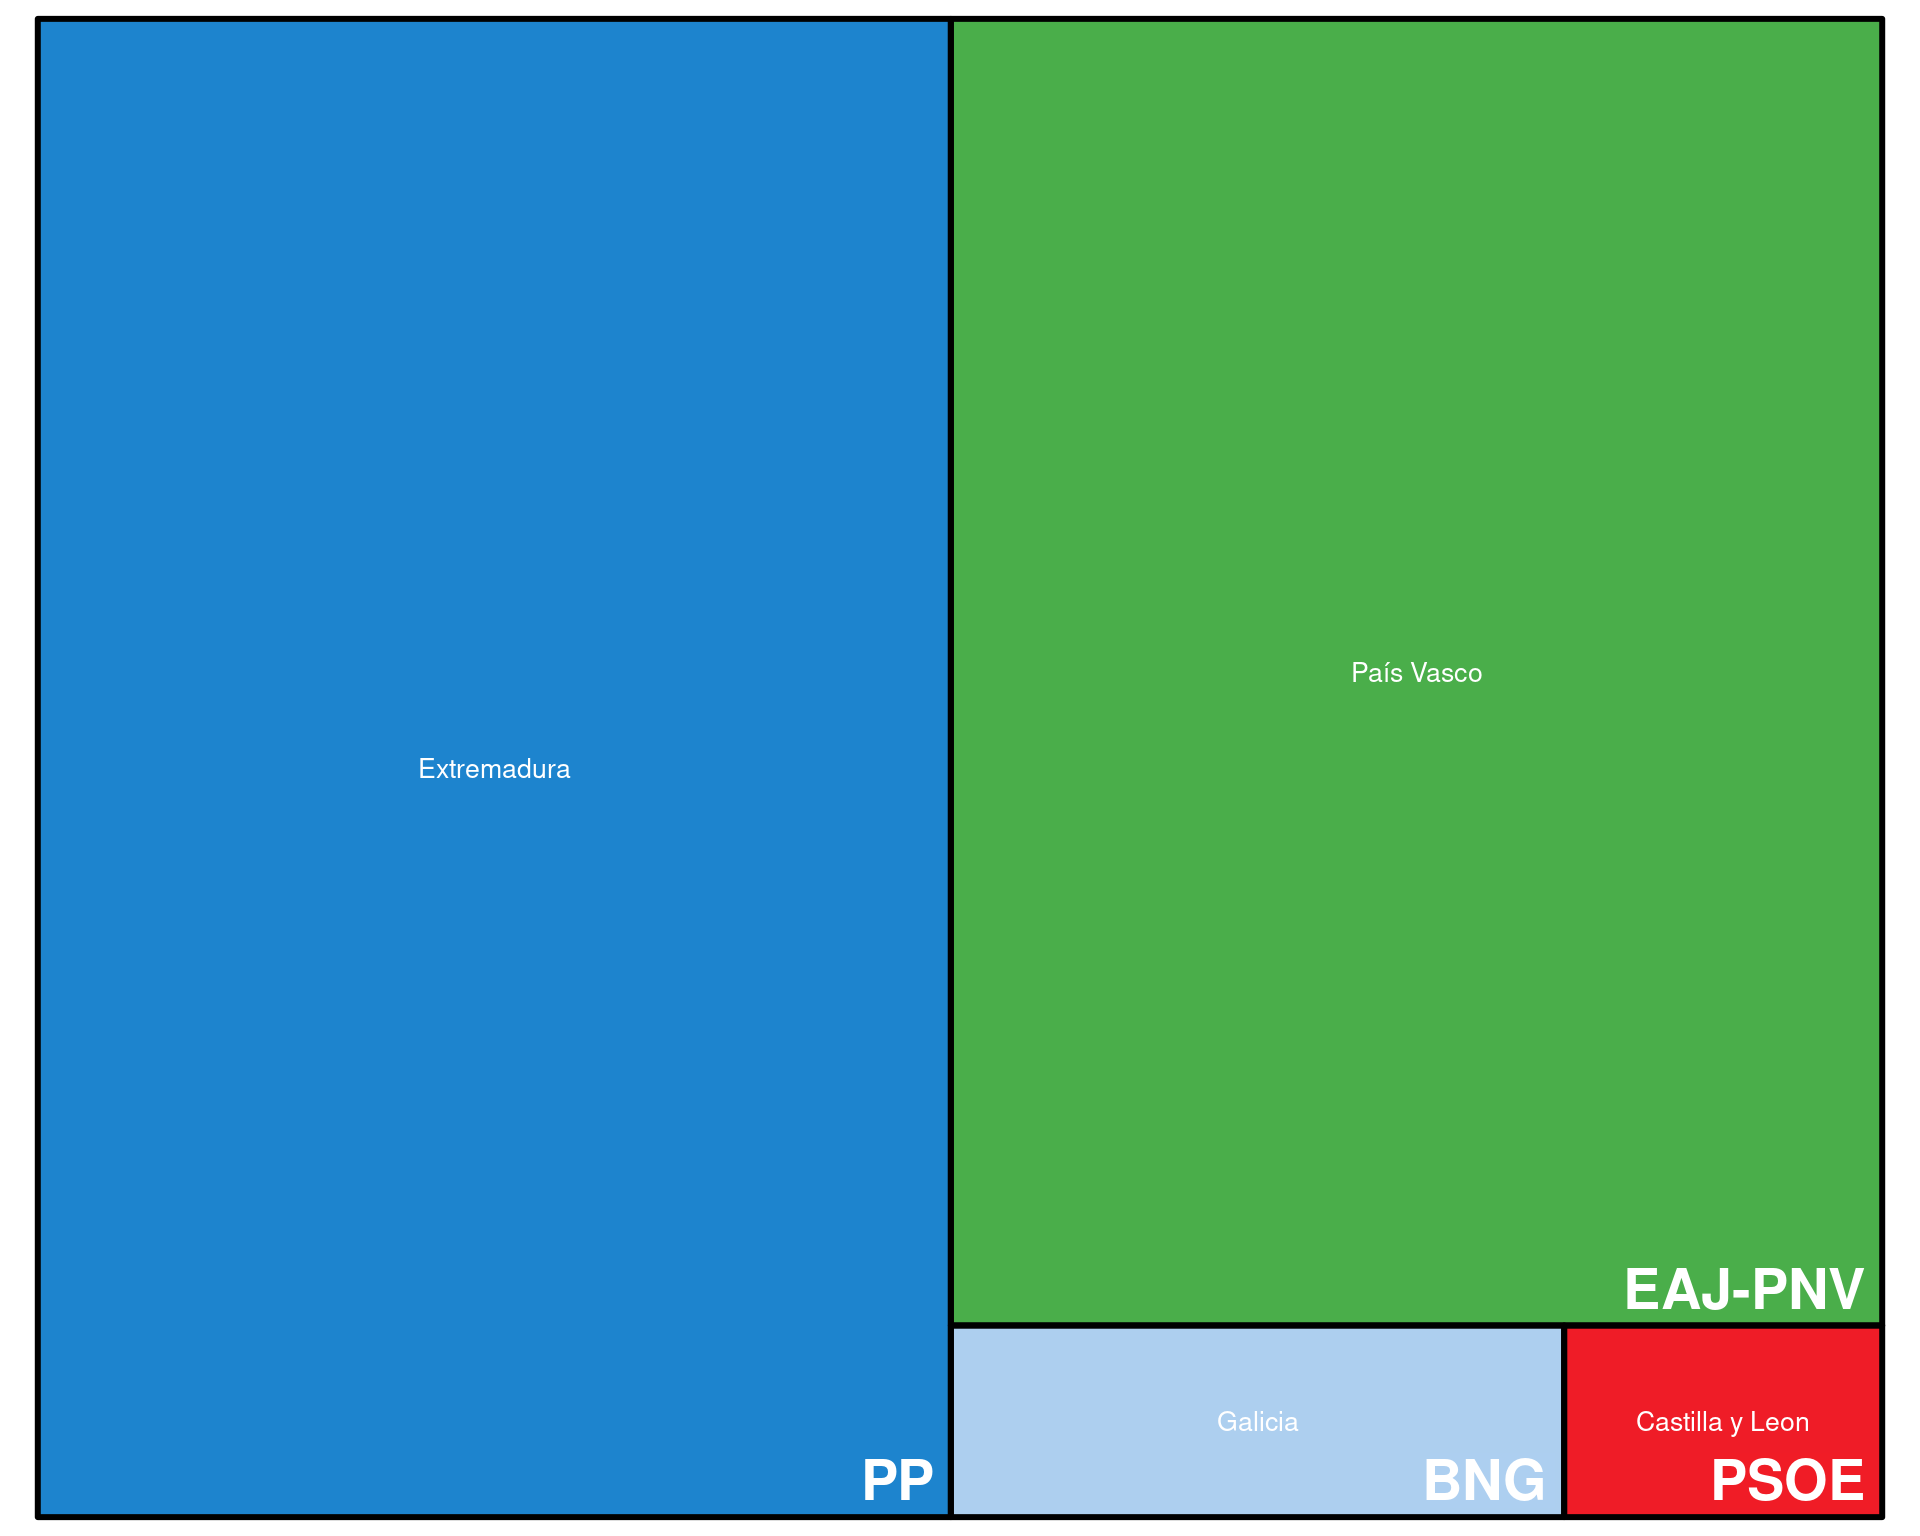 Extremadura
PP
País Vasco
EAJ-PNV
Galicia
BNG
Castilla y Leon
PSOE